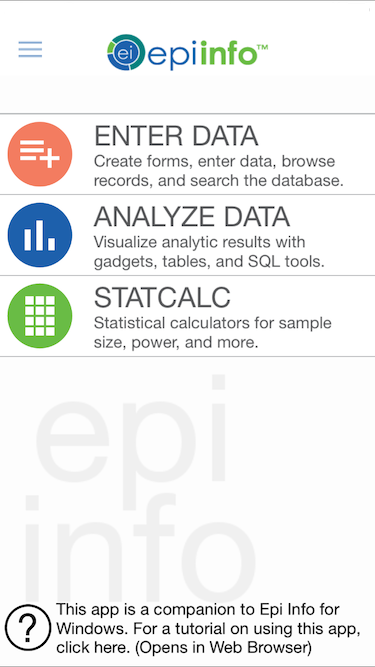 ei epi info™
ENTER DATA
Create forms, enter data, browse
records, and search the database.
ANALYZE DATA
Visualize analytic results with
gadgets, tables, and SQL tools.
STATCALC
Statistical calculators for sample
size, power, and more.
epi
info
? This app is a companion to Epi Info for
Windows. For a tutorial on using this app,
click here. (Opens in Web Browser)